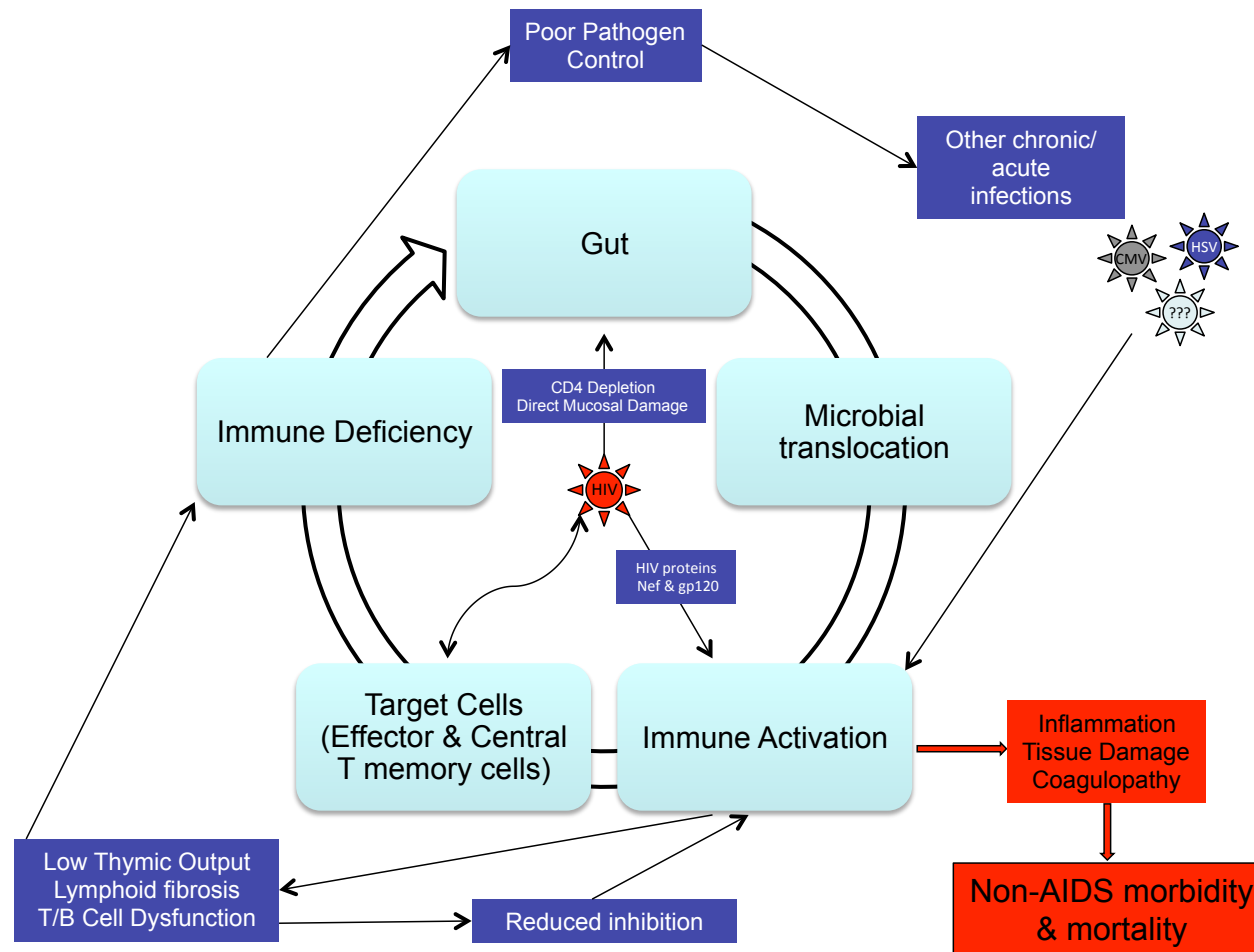 Poor Pathogen
Control
Other chronic/
acute
infections
Gut
CMV
HSV
???
CD4 Depletion
Direct Mucosal Damage
Immune Deficiency
Microbial
translocation
HIV
HIV proteins
Nef & gp120
Target Cells
(Effector & Central
T memory cells)
Immune Activation
Inflammation
Tissue Damage
Coagulopathy
Low Thymic Output
Lymphoid fibrosis
T/B Cell Dysfunction
Reduced inhibition
Non-AIDS morbidity
& mortality